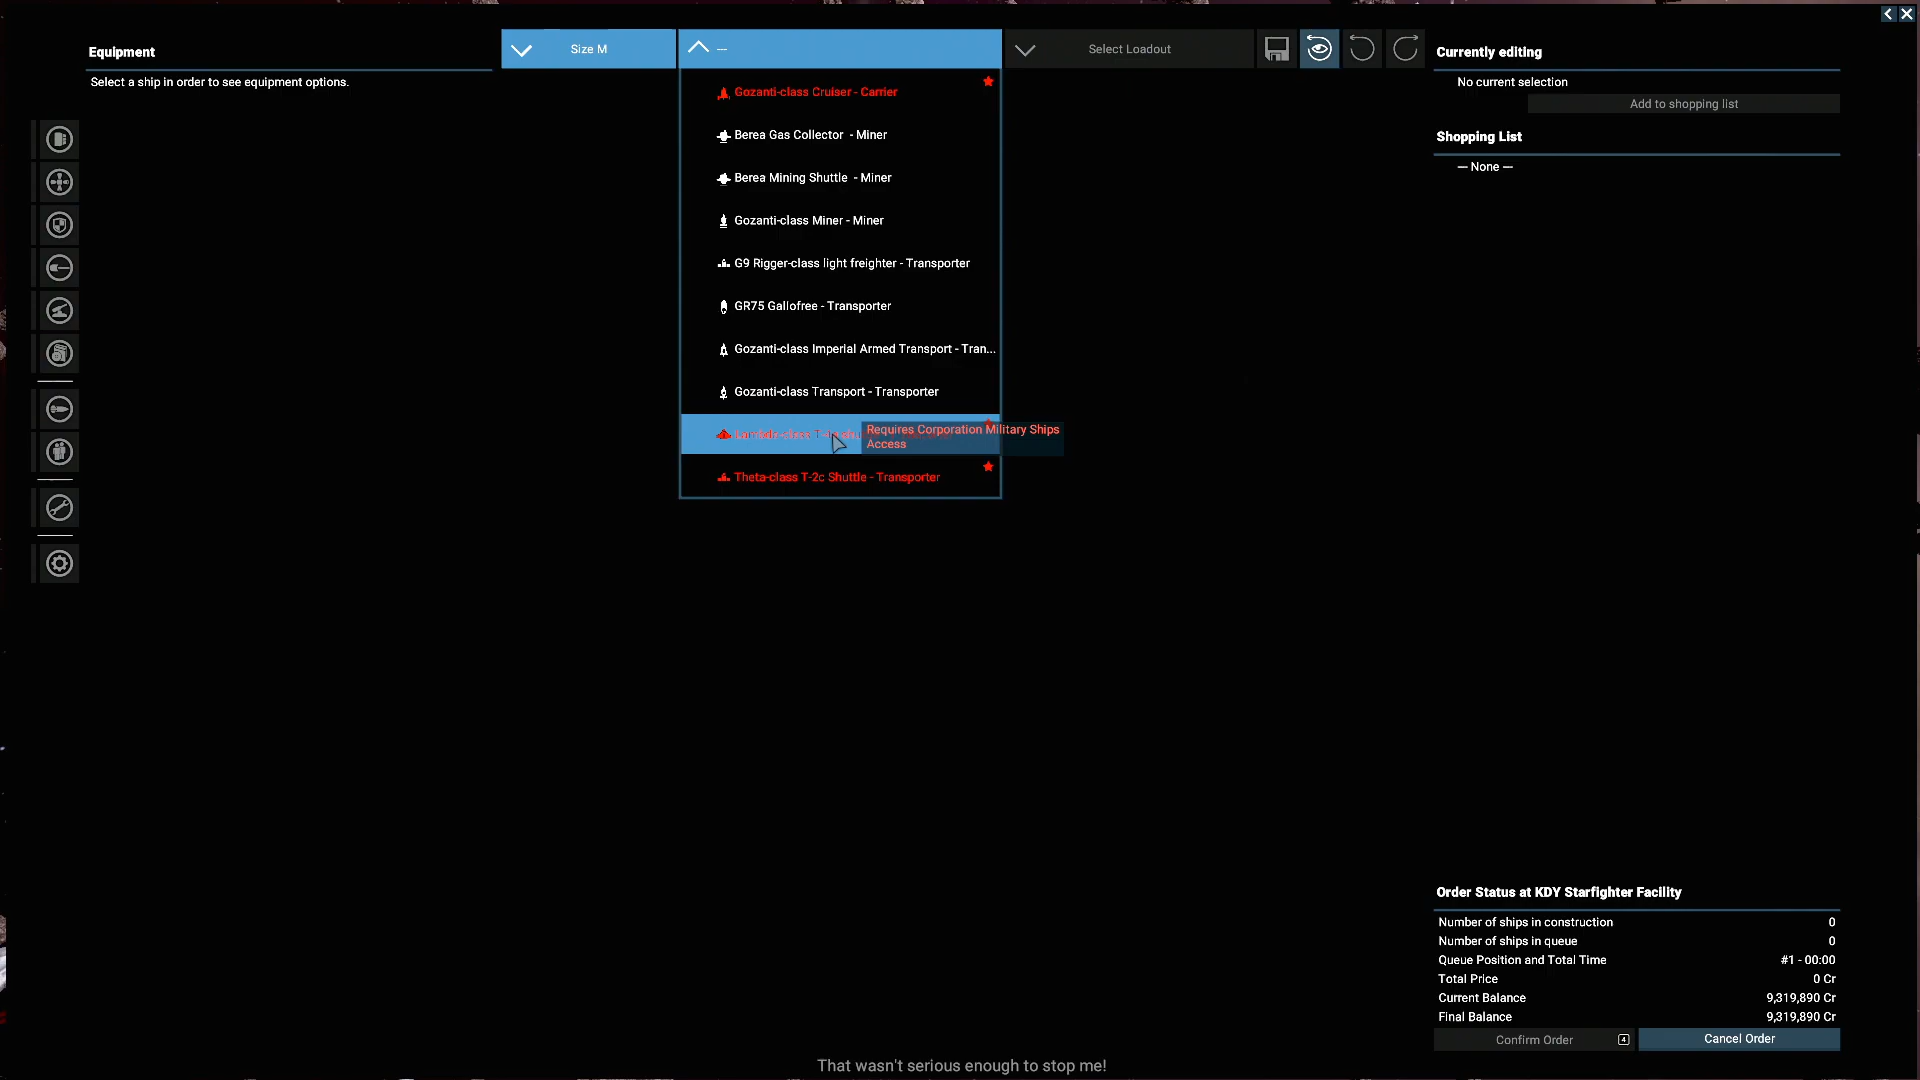 Equipment
Select a ship in order to see equipment options.
Size M
—
Select Loadout
Gozanti-class Cruiser - Carrier
Berea Gas Collector - Miner
Berea Mining Shuttle - Miner
Gozanti-class Miner - Miner
G9 Rigger-class light freighter - Transporter
GR75 Gallofree - Transporter
Gozanti-class Imperial Armed Transport - Tran...
Gozanti-class Transport - Transporter
Requires Corporation Military Ships
Access
Theta-class T-2c Shuttle - Transporter
Currently editing
No current selection
Add to shopping list
Shopping List
— None —
Order Status at KDY Starfighter Facility
Number of ships in construction 0
Number of ships in queue 0
Queue Position and Total Time #1 - 00:00
Total Price 0 Cr
Current Balance 9,319,890 Cr
Final Balance 9,319,890 Cr
Confirm Order 4
Cancel Order
That wasn't serious enough to stop me!